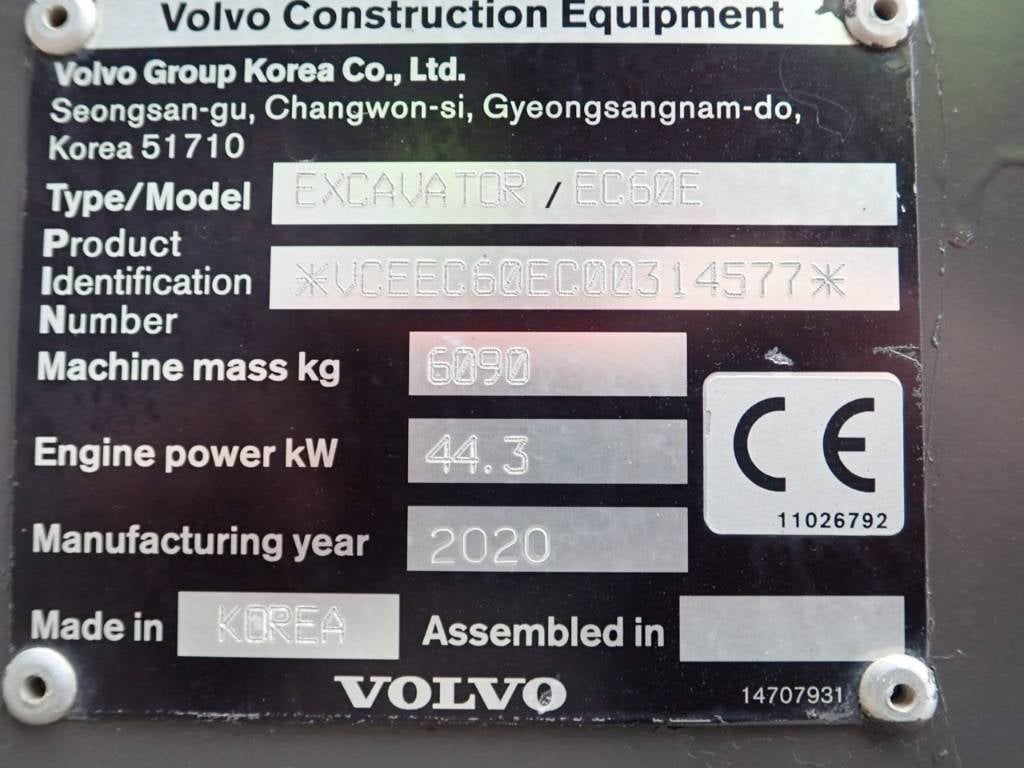 Volvo Construction Equipment
Volvo Group Korea Co., Ltd.
Seongsan-gu, Changwon-si, Gyeongsangnam-do,
Korea 51710
Type/Model EXCAVATOR / EC60E
Product
Identification *VCEEC60EC00314577*
Number
Machine mass kg 6090
Engine power kW 44.3
CE
11026792
Manufacturing year 2020
Made in KOREA Assembled in
VOLVO 14707931